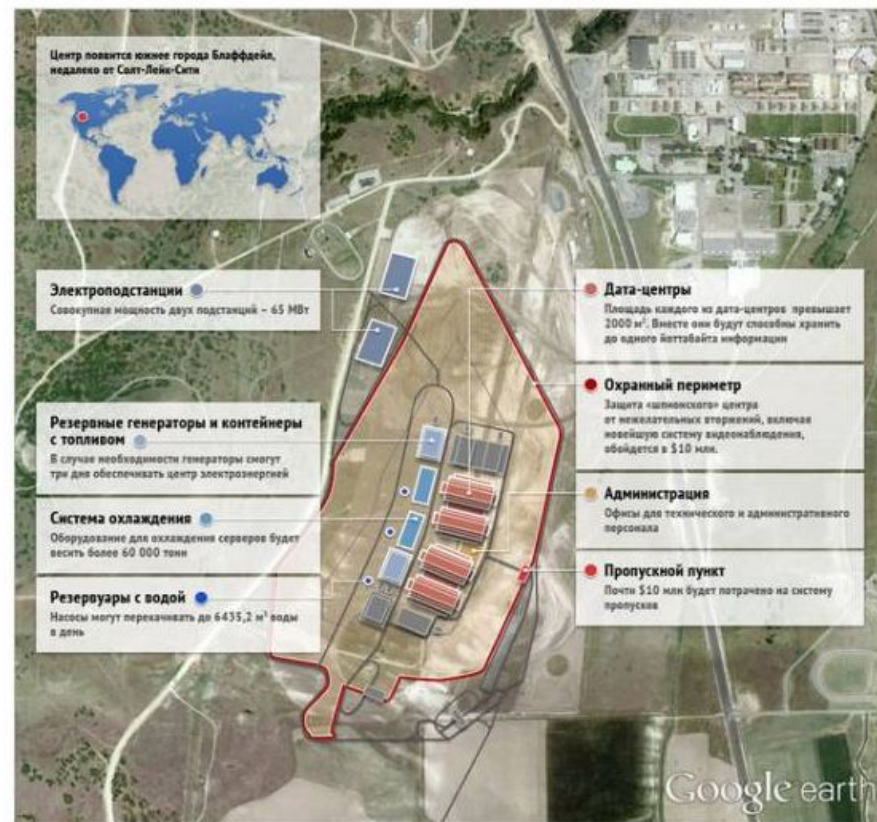 Центр появится южнее города Блаффдейл,
недалеко от Солт-Лейк-Сити
Электроподстанции
Совокупная мощность двух подстанций – 65 МВт
Резервные генераторы и контейнеры
с топливом
В случае необходимости генераторы смогут
три дня обеспечивать центр электроэнергией
Система охлаждения
Оборудование для охлаждения серверов будет
весить более 60 000 тонн
Резервуары с водой
Насосы могут перекачивать до 6435,2 м³ воды
в день
Дата-центры
Площадь каждого из дата-центров превышает
2000 м². Вместе они будут способны хранить
до одного йоттабайта информации
Охранный периметр
Защита «шпионского» центра
от нежелательных вторжений, включая
новейшую систему видеонаблюдения,
обойдется в $10 млн.
Администрация
Офисы для технического и административного
персонала
Пропускной пункт
Почти $10 млн будет потрачено на систему
пропусков
Google earth